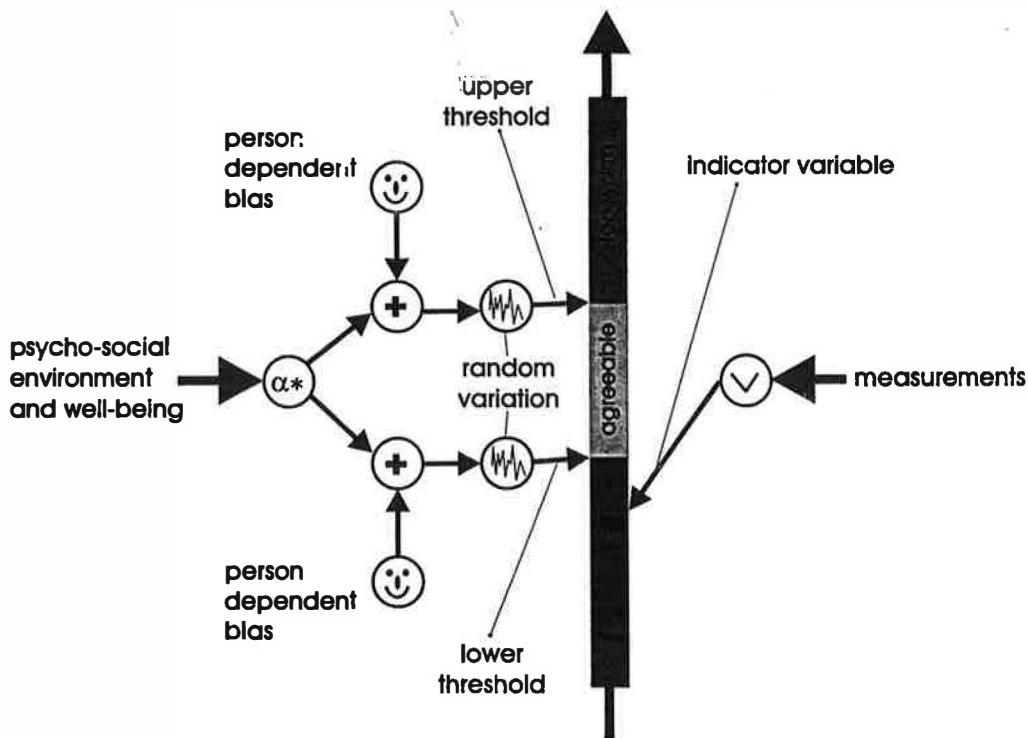 upper
threshold
person
dependent
bias
indicator variable
+
psycho-social
environment
and well-being
α*
random
variation
agreeable
measurements
+
person
dependent
bias
lower
threshold